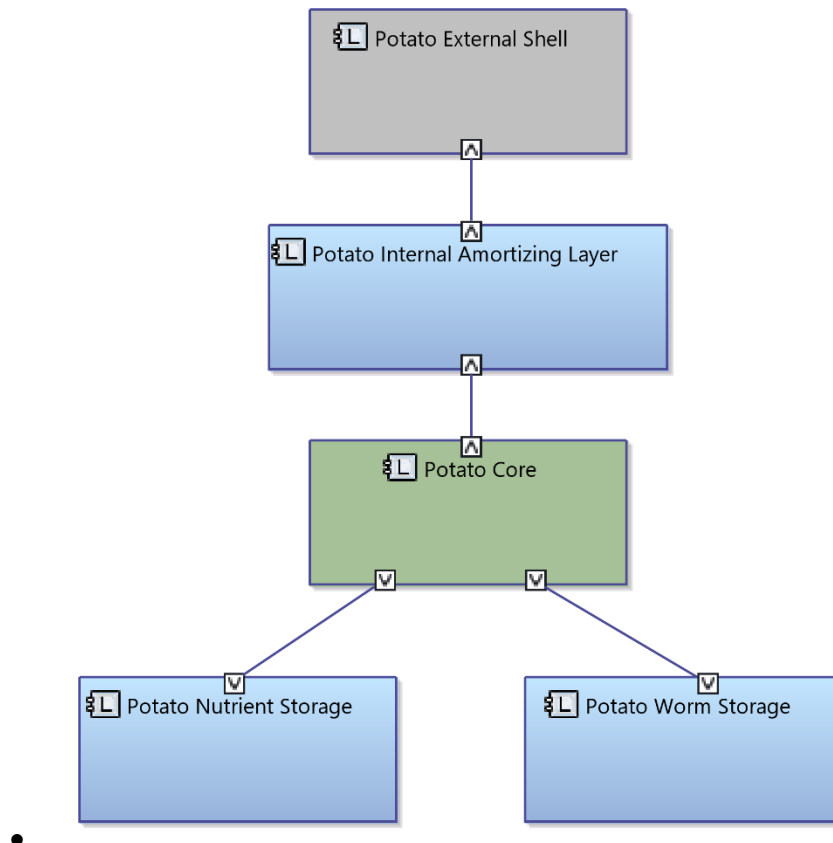 L Potato External Shell
L Potato Internal Amortizing Layer
L Potato Core
L Potato Nutrient Storage
L Potato Worm Storage